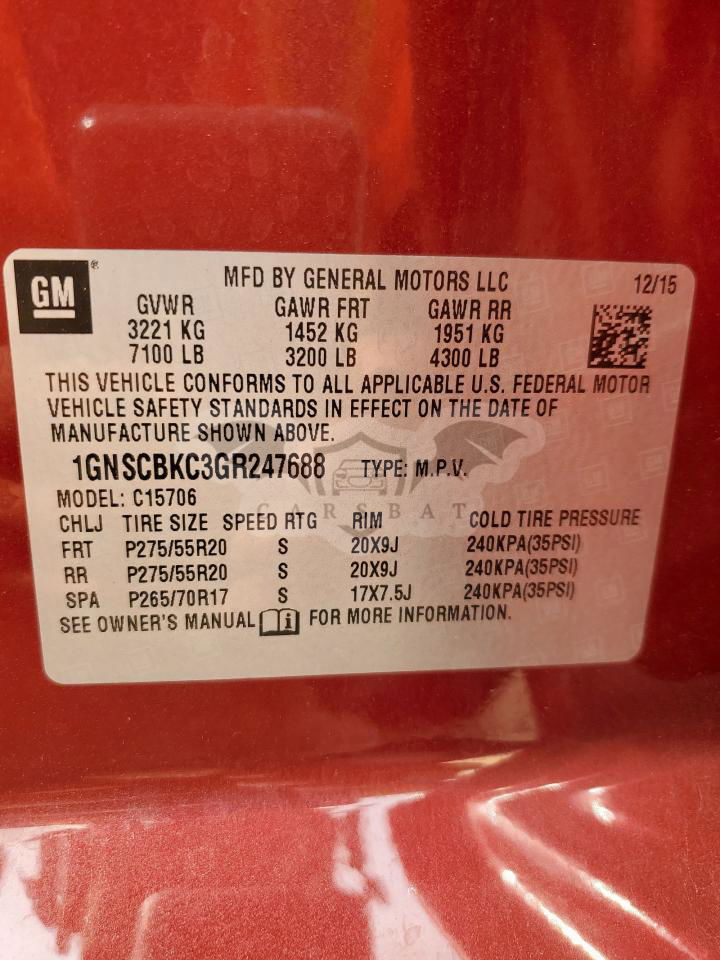 GM
MFD BY GENERAL MOTORS LLC 12/15
GVWR GAWR FRT GAWR RR
3221 KG 1452 KG 1951 KG
7100 LB 3200 LB 4300 LB
THIS VEHICLE CONFORMS TO ALL APPLICABLE U.S. FEDERAL MOTOR
VEHICLE SAFETY STANDARDS IN EFFECT ON THE DATE OF
MANUFACTURE SHOWN ABOVE.
1GNSCBKC3GR247688 TYPE: M.P.V.
MODEL: C15706
CARSBAT
CHLJ TIRE SIZE SPEED RTG RIM COLD TIRE PRESSURE
FRT P275/55R20 S 20X9J 240KPA(35PSI)
RR P275/55R20 S 20X9J 240KPA(35PSI)
SPA P265/70R17 S 17X7.5J 240KPA(35PSI)
SEE OWNER'S MANUAL i FOR MORE INFORMATION.